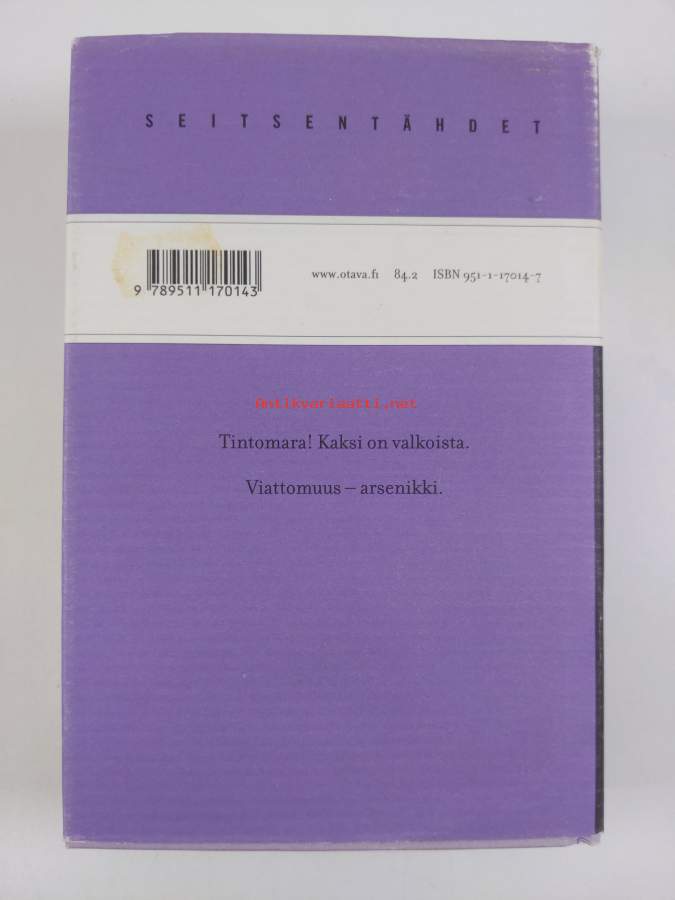 SEITSENTÄHDET
www.otava.fi 84.2 ISBN 951-1-17014-7
9 789511 170143
Antikvariaatti.net
Tintomara! Kaksi on valkoista.
Viattomuus – arsenikki.